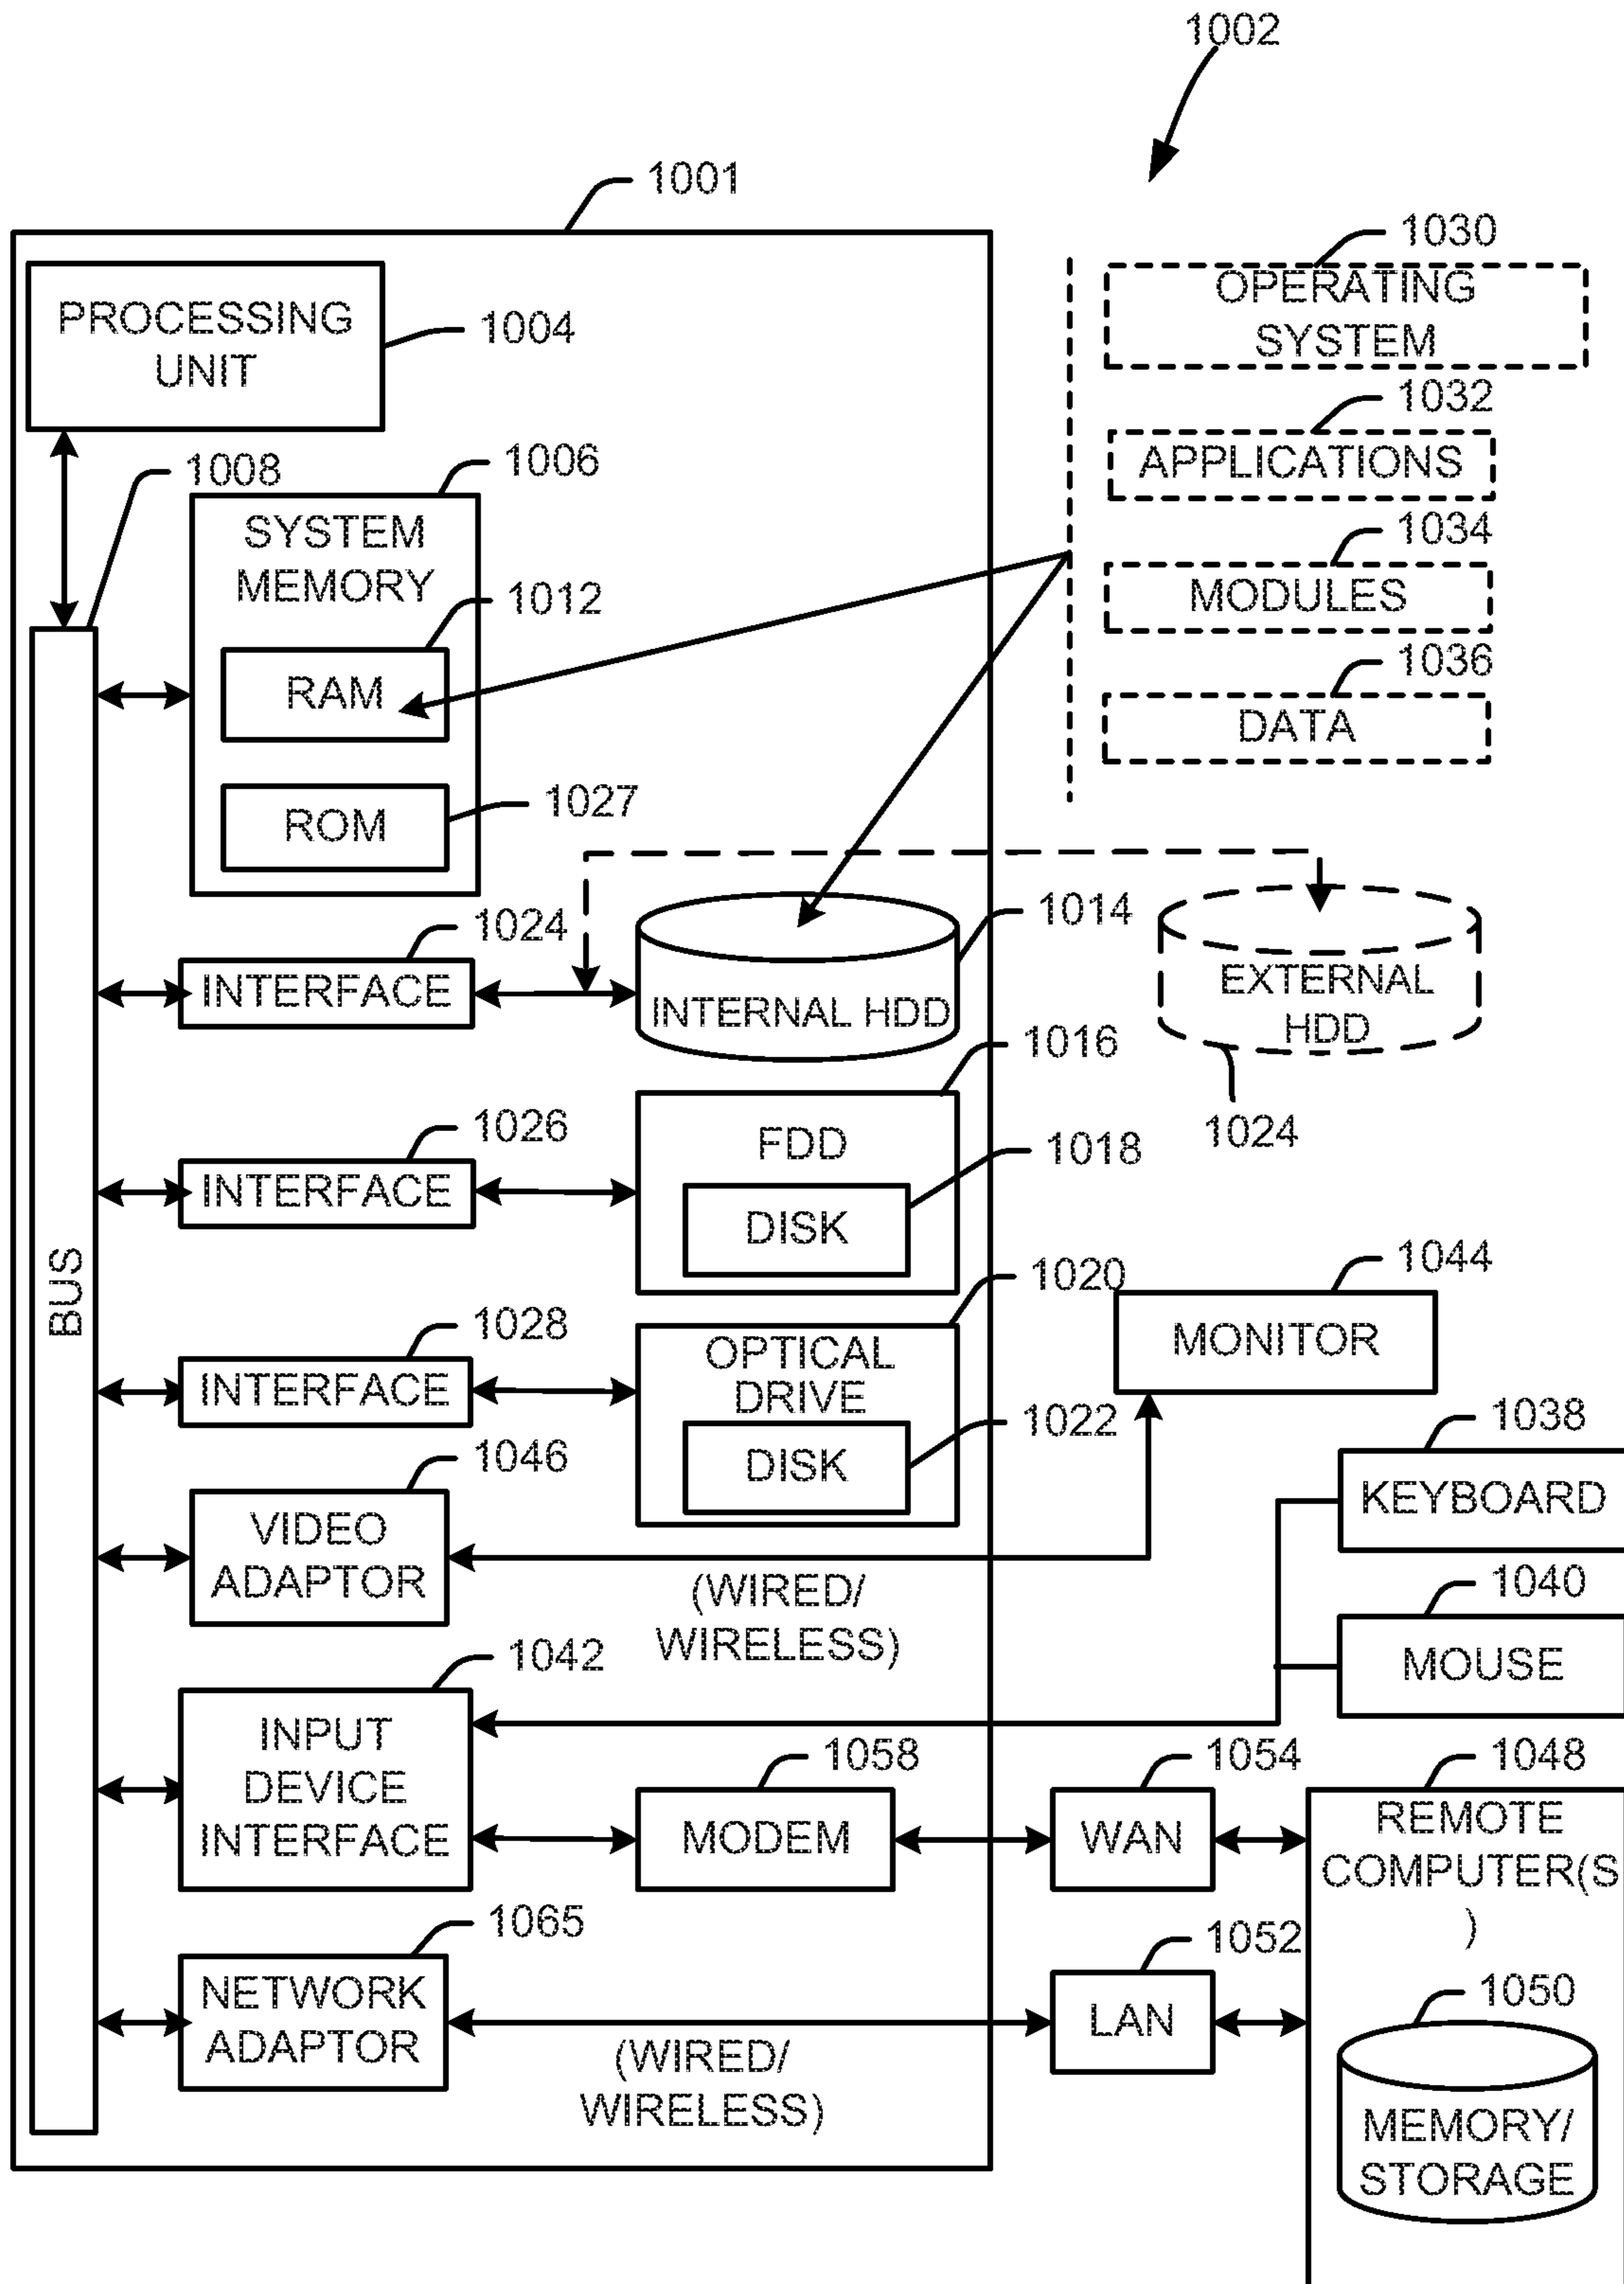 1002
1001
1030
OPERATING
SYSTEM
PROCESSING
UNIT
1004
1032
APPLICATIONS
1008
1006
SYSTEM
MEMORY
1034
MODULES
1012
RAM
1036
DATA
1027
ROM
1024
INTERFACE
1014
INTERNAL HDD
EXTERNAL
HDD
1024
1016
FDD
1026
INTERFACE
1018
DISK
BUS
1020
OPTICAL
DRIVE
1028
INTERFACE
1022
DISK
1044
MONITOR
1038
KEYBOARD
1046
VIDEO
ADAPTOR
(WIRED/
WIRELESS)
1040
MOUSE
1042
INPUT
DEVICE
INTERFACE
1058
MODEM
1054
WAN
1048
REMOTE
COMPUTER(S
)
1065
NETWORK
ADAPTOR
(WIRED/
WIRELESS)
1052
LAN
1050
MEMORY/
STORAGE